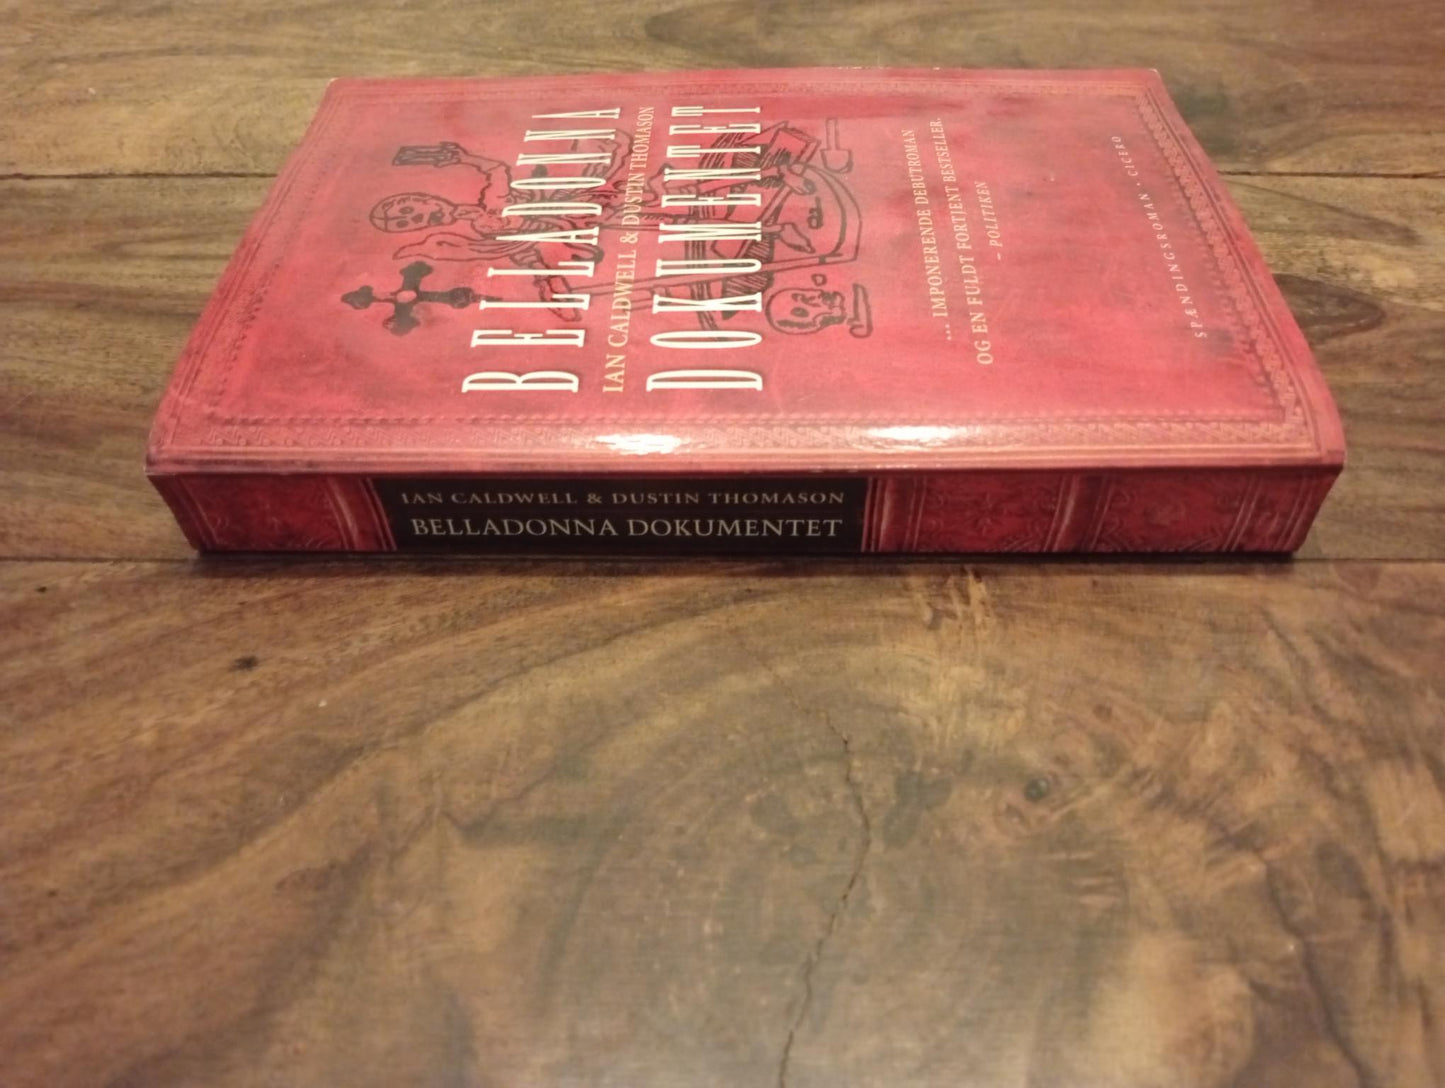 BELLADONNA
IAN CALDWELL & DUSTIN THOMASON
DOKUMENTET
... IMPONERENDE DEBUTROMAN
OG EN FULDT FORTJENT BESTSELLER.
– POLITIKEN
SPÆNDINGSROMAN · CICERO
IAN CALDWELL & DUSTIN THOMASON
BELLADONNA DOKUMENTET